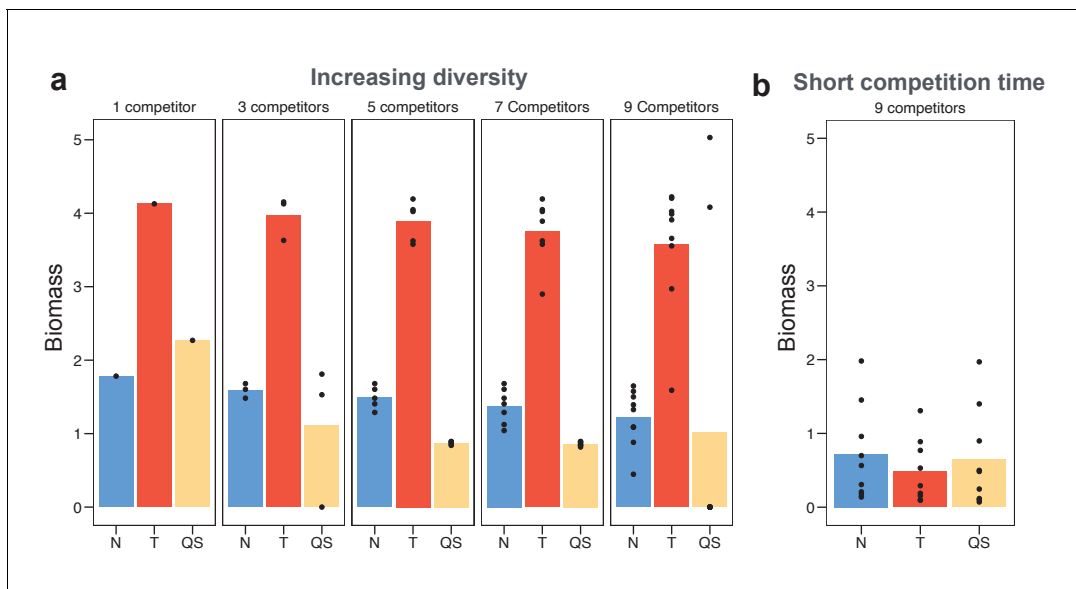 a
Increasing diversity
1 competitor
3 competitors
5 competitors
7 Competitors
9 Competitors
Biomass
5
4
3
2
1
0
N T QS
N T QS
N T QS
N T QS
N T QS
b
Short competition time
9 competitors
Biomass
5
4
3
2
1
0
N T QS